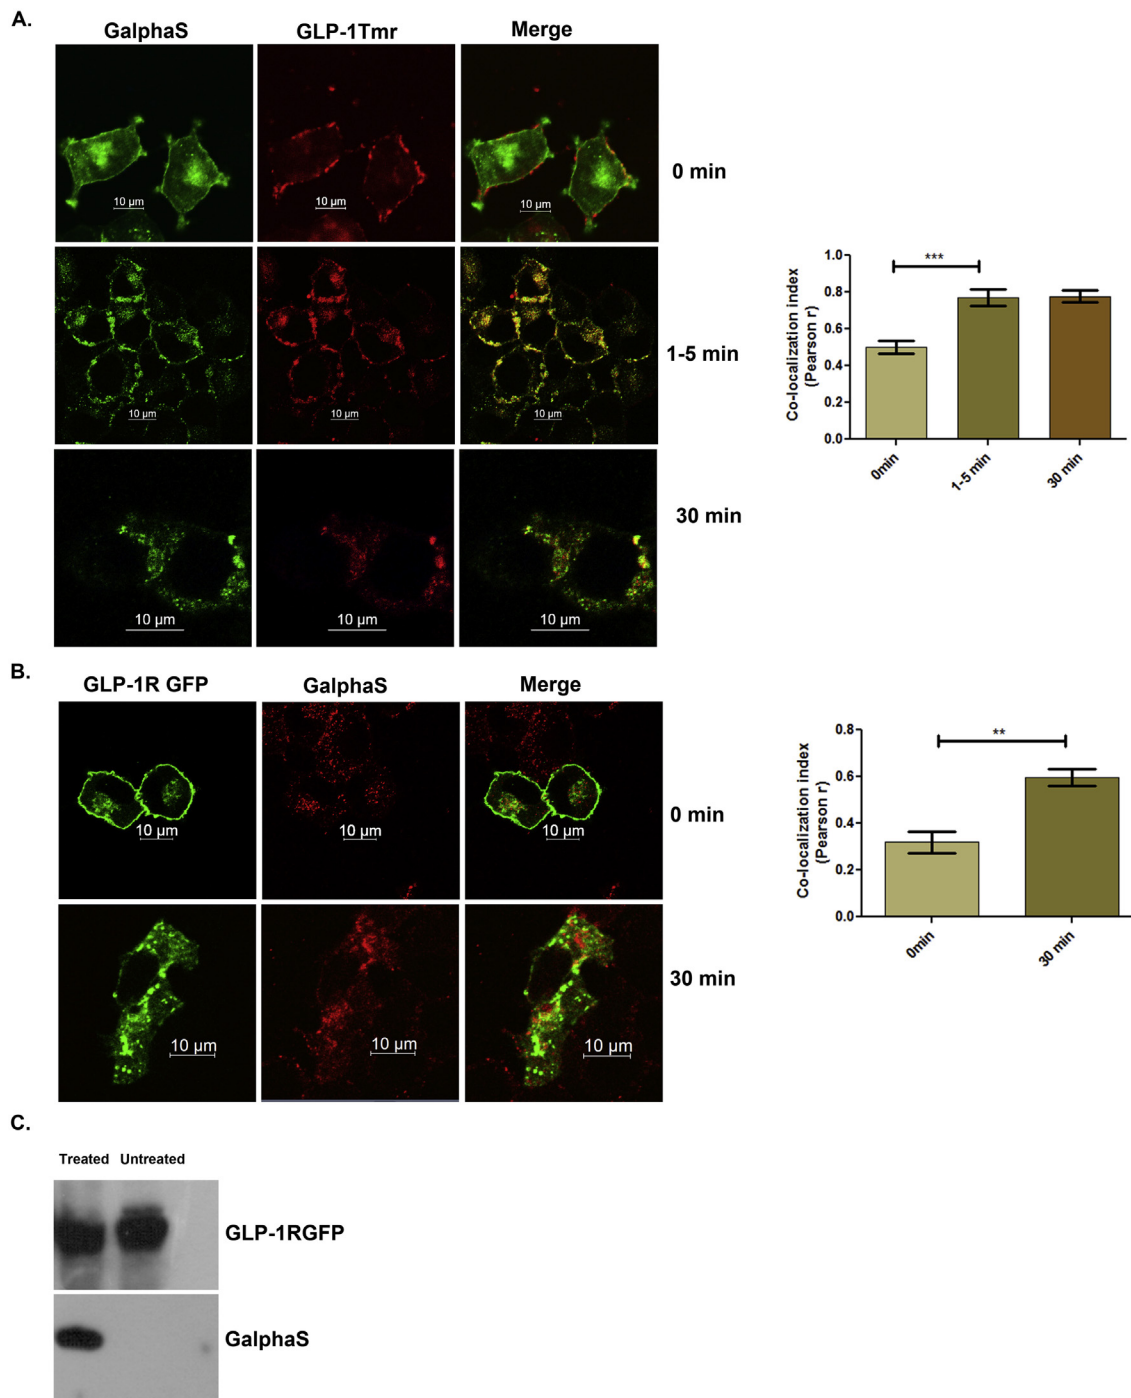 A.
GalphaS GLP-1Tmr Merge
10 µm 10 µm 10 µm
0 min
10 µm 10 µm 10 µm
1-5 min
10 µm 10 µm 10 µm
30 min
Co-localization index
(Pearson r)
1.0
0.8
0.6
0.4
0.2
0.0
***
0min 1-5 min 30 min
B.
GLP-1R GFP GalphaS Merge
10 µm 10 µm 10 µm
0 min
10 µm 10 µm 10 µm
30 min
Co-localization index
(Pearson r)
0.8
0.6
0.4
0.2
0.0
**
0min 30 min
C.
Treated Untreated
GLP-1RGFP
GalphaS